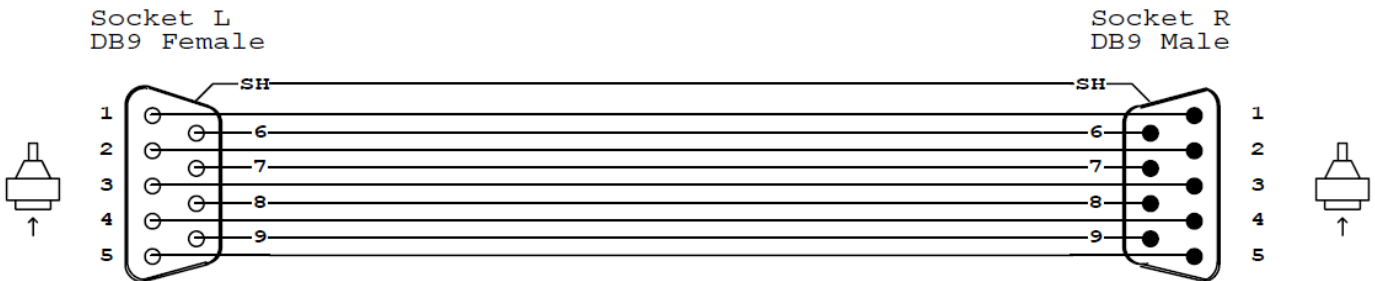 Socket L
DB9 Female
Socket R
DB9 Male
SH SH
1 1
6 6
2 2
7 7
3 3
8 8
4 4
9 9
5 5